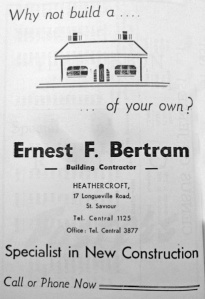 Why not build a ....
... of your own?
Ernest F. Bertram
— Building Contractor —
HEATHERCROFT,
17 Longueville Road,
St. Saviour
Tel. Central 1125
Office: Tel. Central 3877
Specialist in New Construction
Call or Phone Now